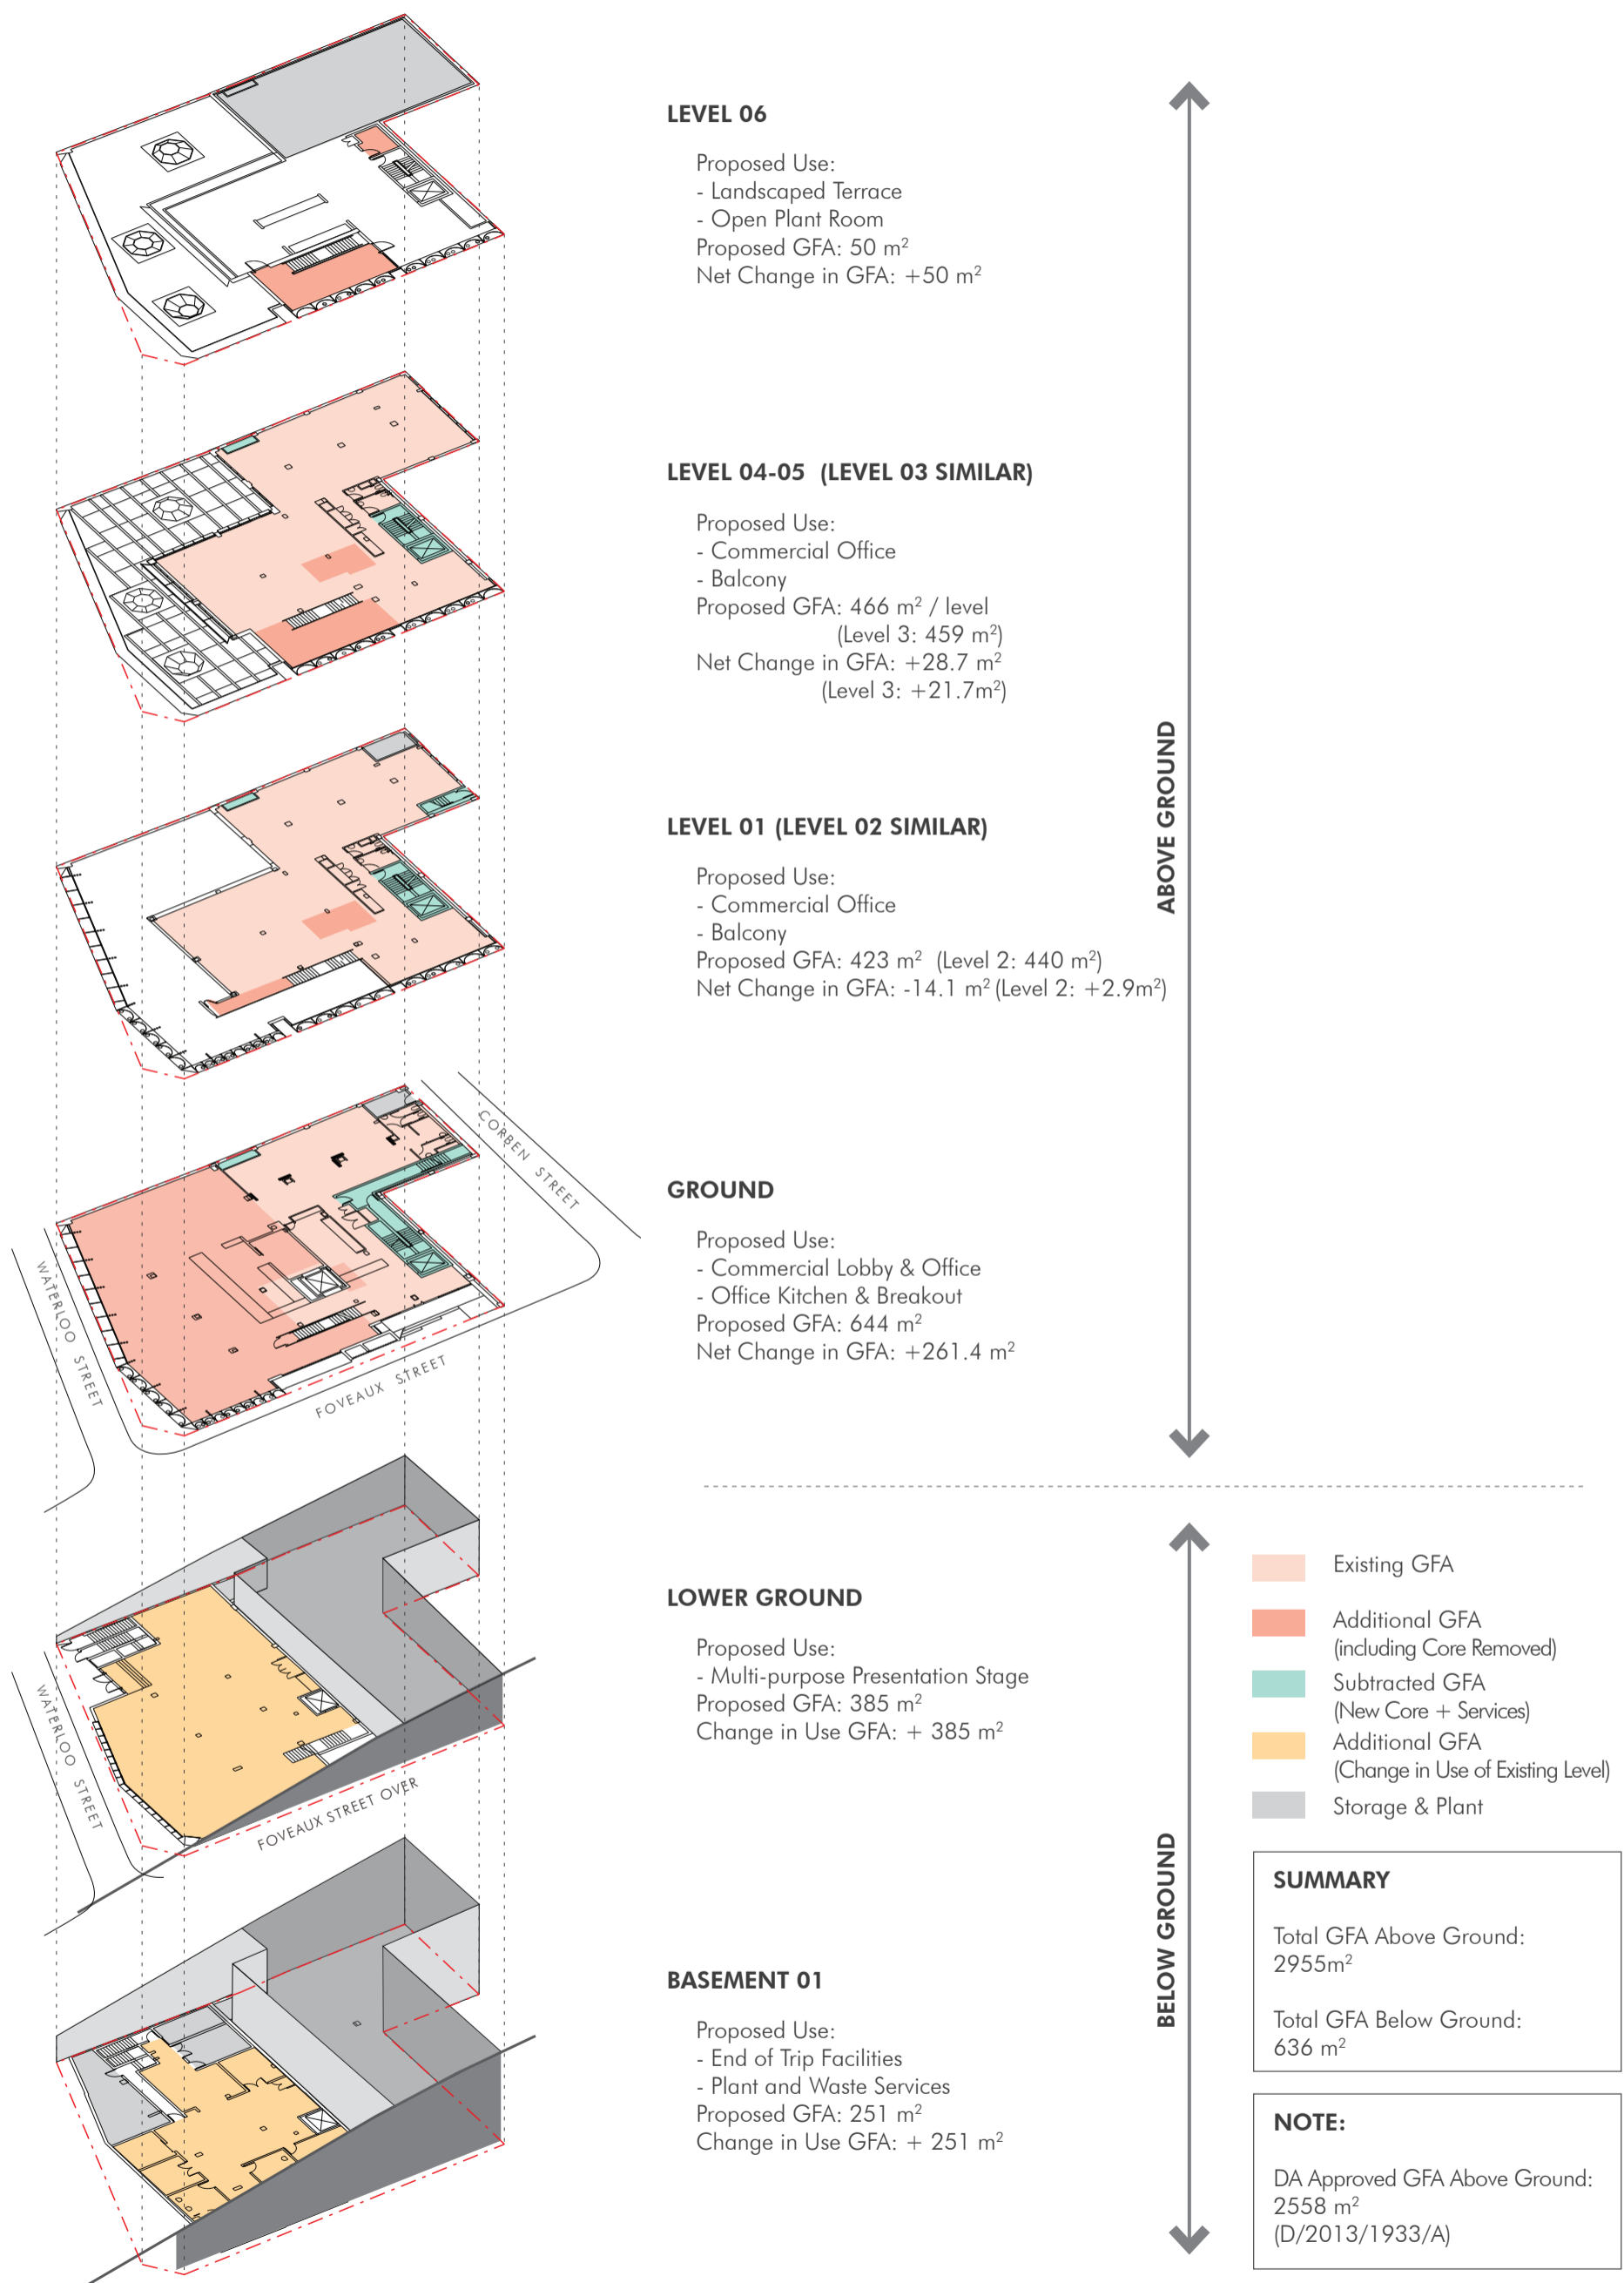 LEVEL 06
Proposed Use:
- Landscaped Terrace
- Open Plant Room
Proposed GFA: 50 m²
Net Change in GFA: +50 m²
LEVEL 04-05 (LEVEL 03 SIMILAR)
Proposed Use:
- Commercial Office
- Balcony
Proposed GFA: 466 m² / level
(Level 3: 459 m²)
Net Change in GFA: +28.7 m²
(Level 3: +21.7m²)
LEVEL 01 (LEVEL 02 SIMILAR)
Proposed Use:
- Commercial Office
- Balcony
Proposed GFA: 423 m² (Level 2: 440 m²)
Net Change in GFA: -14.1 m² (Level 2: +2.9m²)
ABOVE GROUND
CORBEN STREET
WATERLOO STREET
FOVEAUX STREET
GROUND
Proposed Use:
- Commercial Lobby & Office
- Office Kitchen & Breakout
Proposed GFA: 644 m²
Net Change in GFA: +261.4 m²
WATERLOO STREET
FOVEAUX STREET OVER
LOWER GROUND
Proposed Use:
- Multi-purpose Presentation Stage
Proposed GFA: 385 m²
Change in Use GFA: + 385 m²
BASEMENT 01
Proposed Use:
- End of Trip Facilities
- Plant and Waste Services
Proposed GFA: 251 m²
Change in Use GFA: + 251 m²
BELOW GROUND
Existing GFA
Additional GFA
(including Core Removed)
Subtracted GFA
(New Core + Services)
Additional GFA
(Change in Use of Existing Level)
Storage & Plant
SUMMARY
Total GFA Above Ground:
2955m²
Total GFA Below Ground:
636 m²
NOTE:
DA Approved GFA Above Ground:
2558 m²
(D/2013/1933/A)